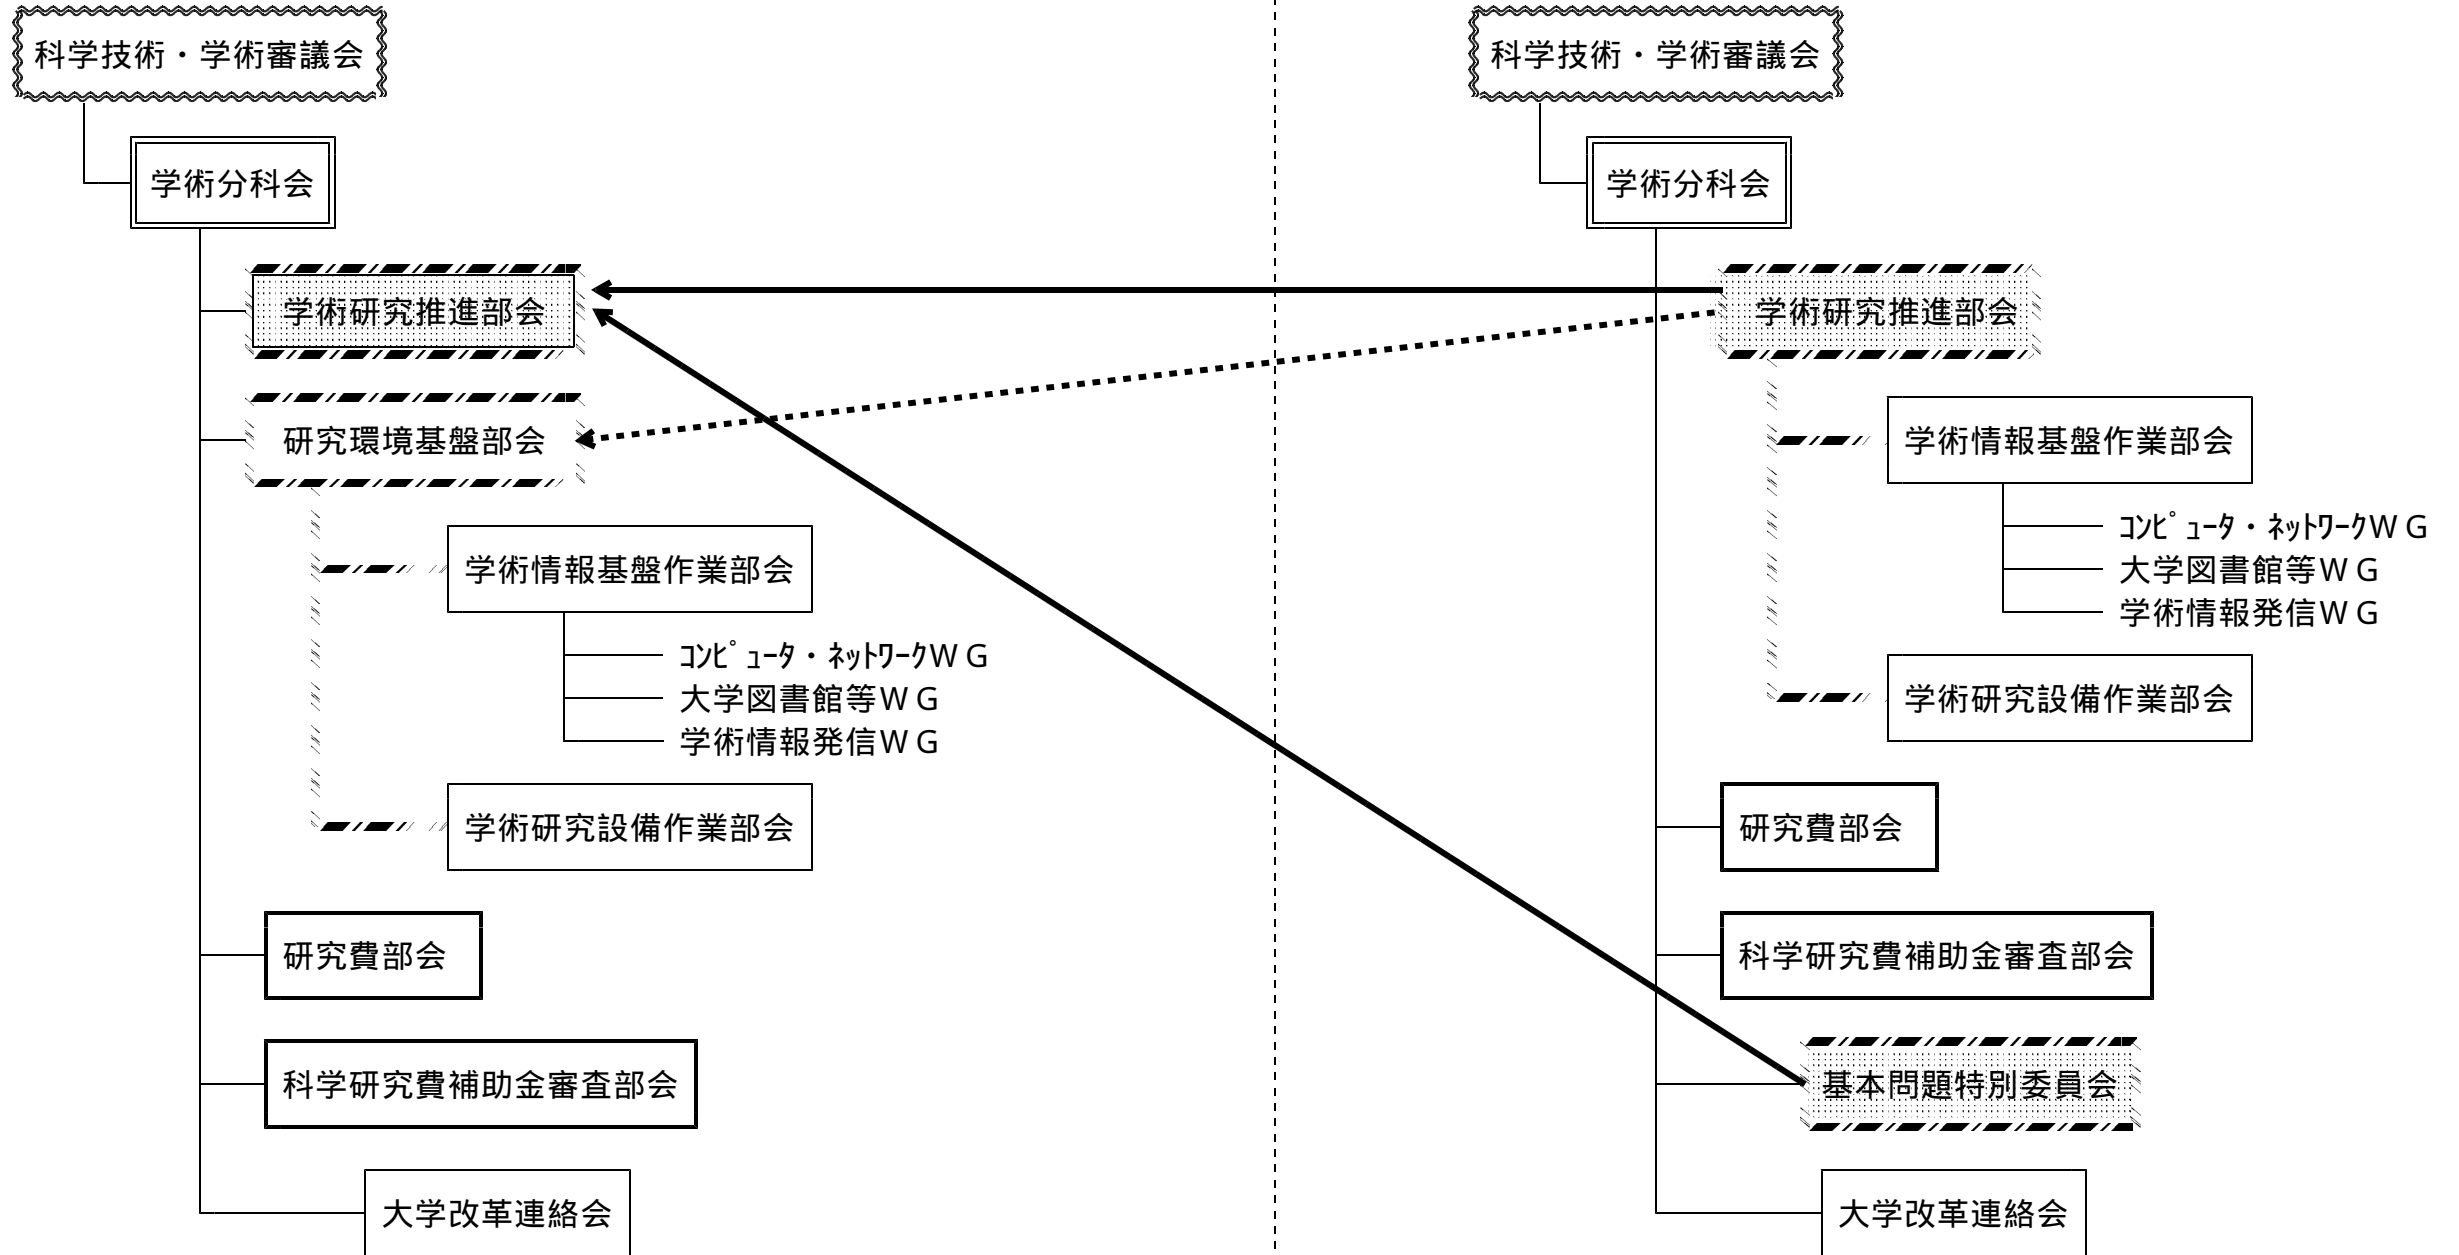 科学技術・学術審議会
学術分科会
学術研究推進部会
研究環境基盤部会
学術情報基盤作業部会
ｺﾝﾋﾟｭｰﾀ・ﾈｯﾄﾜｰｸＷＧ
大学図書館等ＷＧ
学術情報発信ＷＧ
学術研究設備作業部会
研究費部会
科学研究費補助金審査部会
大学改革連絡会
科学技術・学術審議会
学術分科会
学術研究推進部会
学術情報基盤作業部会
ｺﾝﾋﾟｭｰﾀ・ﾈｯﾄﾜｰｸＷＧ
大学図書館等ＷＧ
学術情報発信ＷＧ
学術研究設備作業部会
研究費部会
科学研究費補助金審査部会
基本問題特別委員会
大学改革連絡会